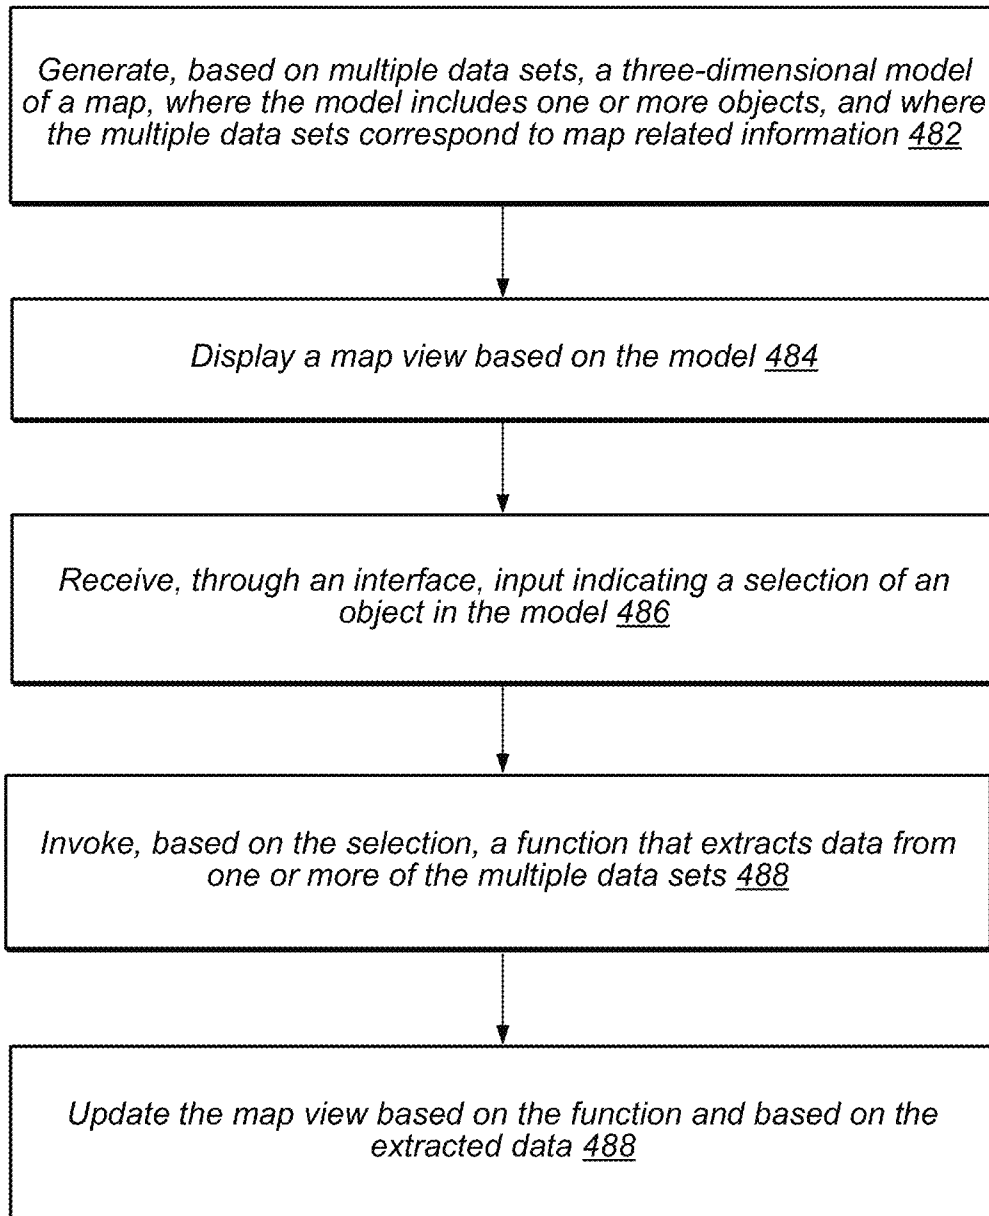 Generate, based on multiple data sets, a three-dimensional model
of a map, where the model includes one or more objects, and where
the multiple data sets correspond to map related information 482
Display a map view based on the model 484
Receive, through an interface, input indicating a selection of an
object in the model 486
Invoke, based on the selection, a function that extracts data from
one or more of the multiple data sets 488
Update the map view based on the function and based on the
extracted data 488